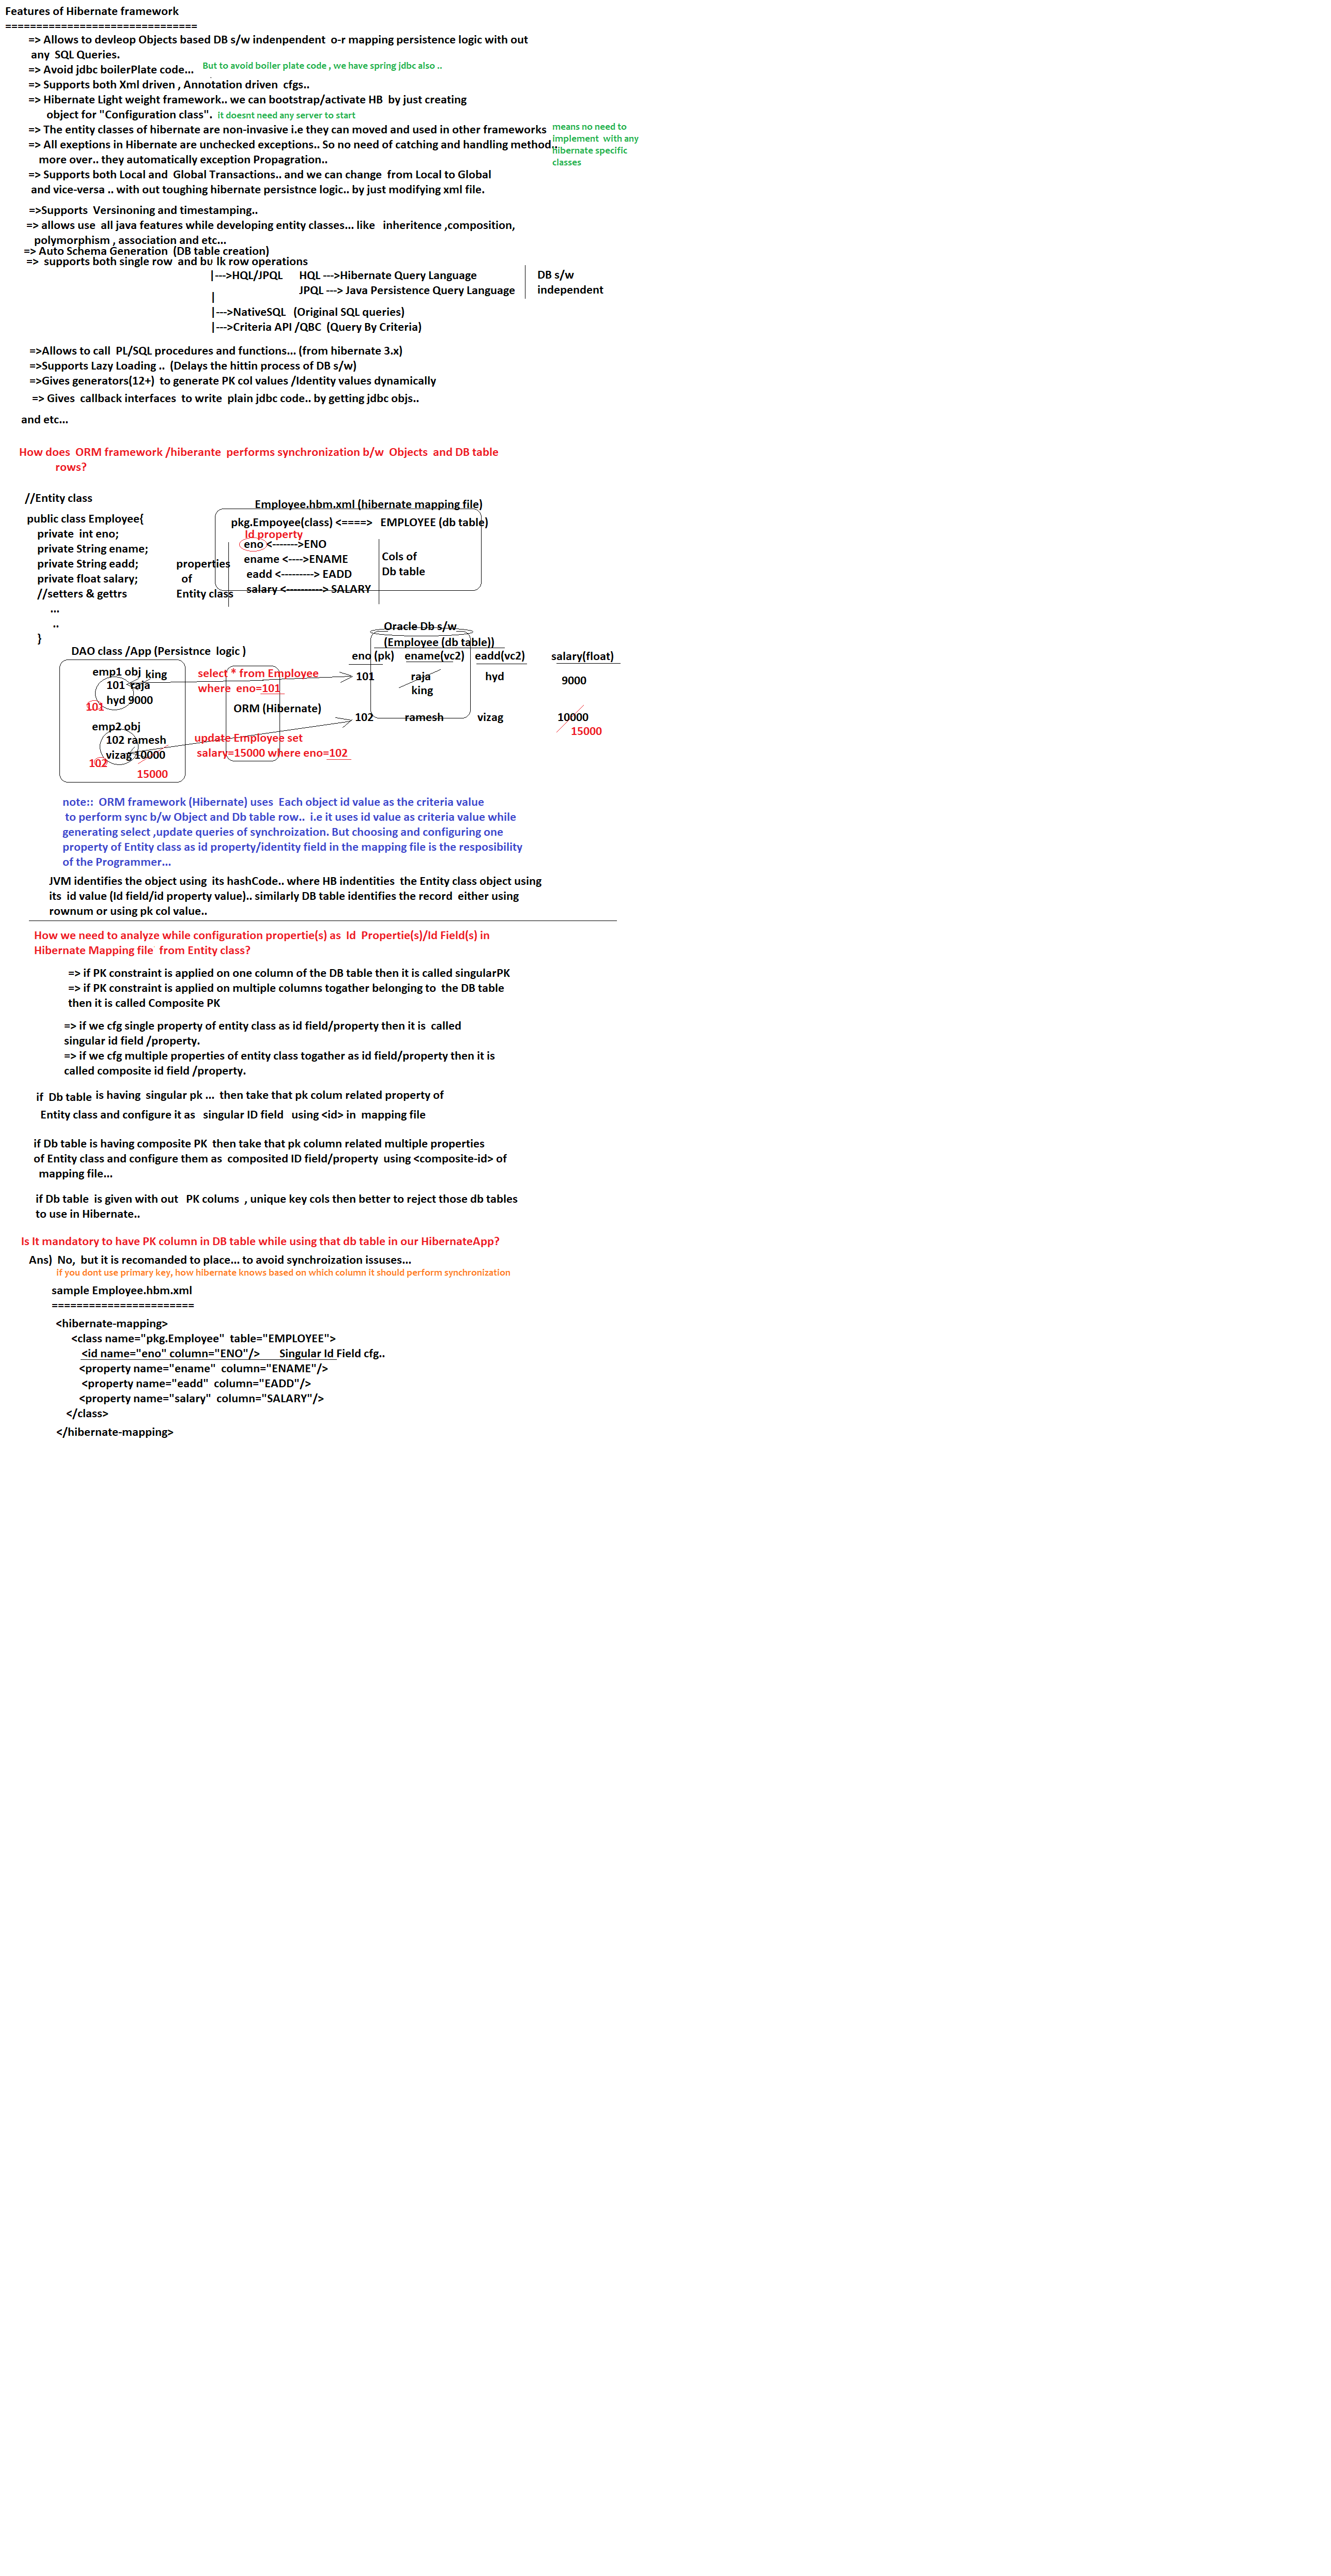 Features of Hibernate framework
===============================
=> Allows to devleop Objects based DB s/w indenpendent o-r mapping persistence logic with out
any SQL Queries.
=> Avoid jdbc boilerPlate code... But to avoid boiler plate code , we have spring jdbc also ..
=> Supports both Xml driven , Annotation driven cfgs..
=> Hibernate Light weight framework.. we can bootstrap/activate HB by just creating
object for "Configuration class". it doesnt need any server to start
=> The entity classes of hibernate are non-invasive i.e they can moved and used in other frameworks
means no need to
implement with any
hibernate specific
classes
=> All exeptions in Hibernate are unchecked exceptions.. So no need of catching and handling method..
more over.. they automatically exception Propagration..
=> Supports both Local and Global Transactions.. and we can change from Local to Global
and vice-versa .. with out toughing hibernate persistnce logic.. by just modifying xml file.
=>Supports Versinoning and timestamping..
=> allows use all java features while developing entity classes... like inheritence ,composition,
polymorphism , association and etc...
=> Auto Schema Generation (DB table creation)
=> supports both single row and bulk row operations
|--->HQL/JPQL HQL --->Hibernate Query Language
JPQL ---> Java Persistence Query Language
DB s/w
independent
|
|--->NativeSQL (Original SQL queries)
|--->Criteria API /QBC (Query By Criteria)
=>Allows to call PL/SQL procedures and functions... (from hibernate 3.x)
=>Supports Lazy Loading .. (Delays the hittin process of DB s/w)
=>Gives generators(12+) to generate PK col values /Identity values dynamically
=> Gives callback interfaces to write plain jdbc code.. by getting jdbc objs..
and etc...
How does ORM framework /hiberante performs synchronization b/w Objects and DB table
rows?
//Entity class
public class Employee{
private int eno;
private String ename;
private String eadd;
private float salary;
//setters & gettrs
...
..
}
properties
of
Entity class
Employee.hbm.xml (hibernate mapping file)
pkg.Empoyee(class) <====> EMPLOYEE (db table)
Id property
eno <------->ENO
ename <---->ENAME
eadd <---------> EADD
salary <----------> SALARY
Cols of
Db table
DAO class /App (Persistnce logic )
emp1 obj
king
101 raja
hyd 9000
101
emp2 obj
102 ramesh
vizag 10000
102
15000
select * from Employee
where eno=101
ORM (Hibernate)
update Employee set
salary=15000 where eno=102
Oracle Db s/w
(Employee (db table))
eno (pk) ename(vc2) eadd(vc2) salary(float)
101 raja hyd 9000
king
102 ramesh vizag 10000
15000
note:: ORM framework (Hibernate) uses Each object id value as the criteria value
to perform sync b/w Object and Db table row.. i.e it uses id value as criteria value while
generating select ,update queries of synchroization. But choosing and configuring one
property of Entity class as id property/identity field in the mapping file is the resposibility
of the Programmer...
JVM identifies the object using its hashCode.. where HB indentities the Entity class object using
its id value (Id field/id property value).. similarly DB table identifies the record either using
rownum or using pk col value..
How we need to analyze while configuration propertie(s) as Id Propertie(s)/Id Field(s) in
Hibernate Mapping file from Entity class?
=> if PK constraint is applied on one column of the DB table then it is called singularPK
=> if PK constraint is applied on multiple columns togather belonging to the DB table
then it is called Composite PK
=> if we cfg single property of entity class as id field/property then it is called
singular id field /property.
=> if we cfg multiple properties of entity class togather as id field/property then it is
called composite id field /property.
if Db table is having singular pk ... then take that pk colum related property of
Entity class and configure it as singular ID field using <id> in mapping file
if Db table is having composite PK then take that pk column related multiple properties
of Entity class and configure them as composited ID field/property using <composite-id> of
mapping file...
if Db table is given with out PK colums , unique key cols then better to reject those db tables
to use in Hibernate..
Is It mandatory to have PK column in DB table while using that db table in our HibernateApp?
Ans) No, but it is recomanded to place... to avoid synchroization issuses...
if you dont use primary key, how hibernate knows based on which column it should perform synchronization
sample Employee.hbm.xml
=======================
<hibernate-mapping>
<class name="pkg.Employee" table="EMPLOYEE">
<id name="eno" column="ENO"/> Singular Id Field cfg..
<property name="ename" column="ENAME"/>
<property name="eadd" column="EADD"/>
<property name="salary" column="SALARY"/>
</class>
</hibernate-mapping>